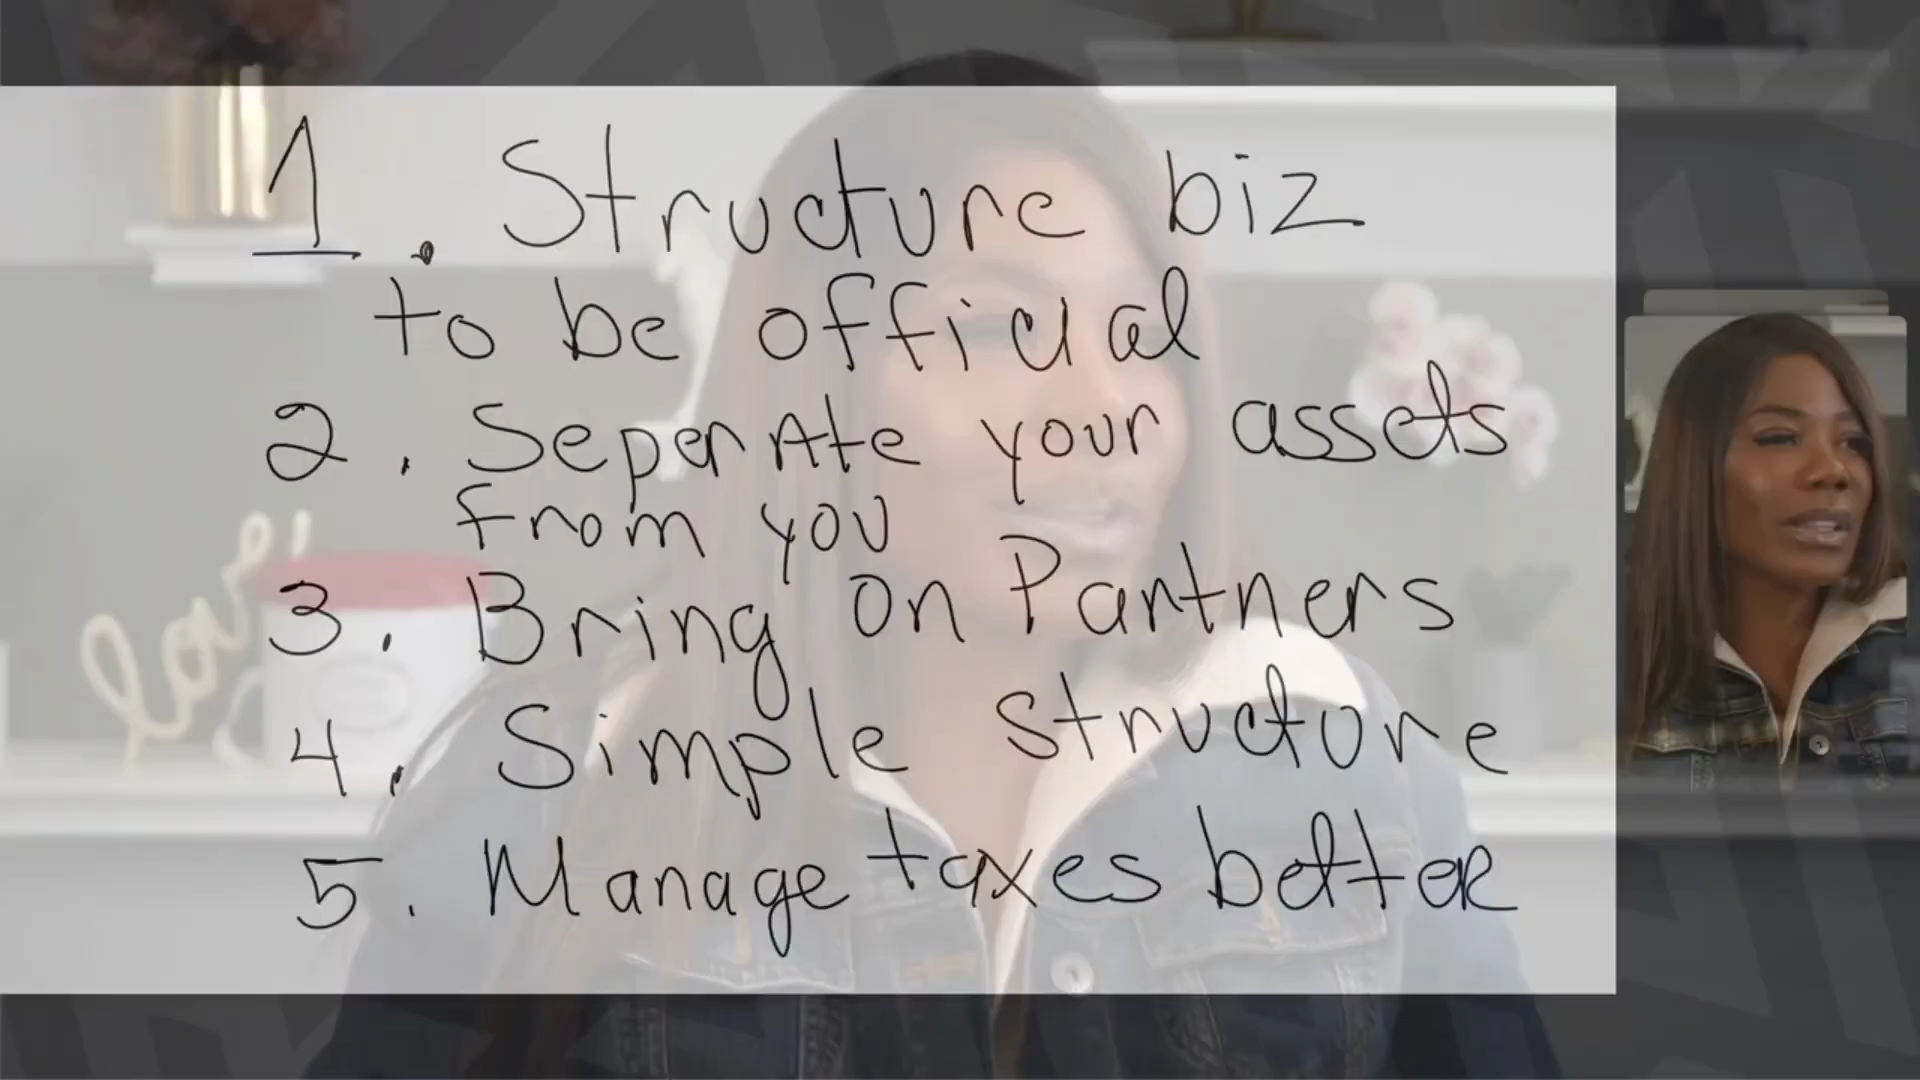 1. Structure biz
to be official
2. Seperate your assets
from you
3. Bring on Partners
4. Simple structure
5. Manage taxes better
love